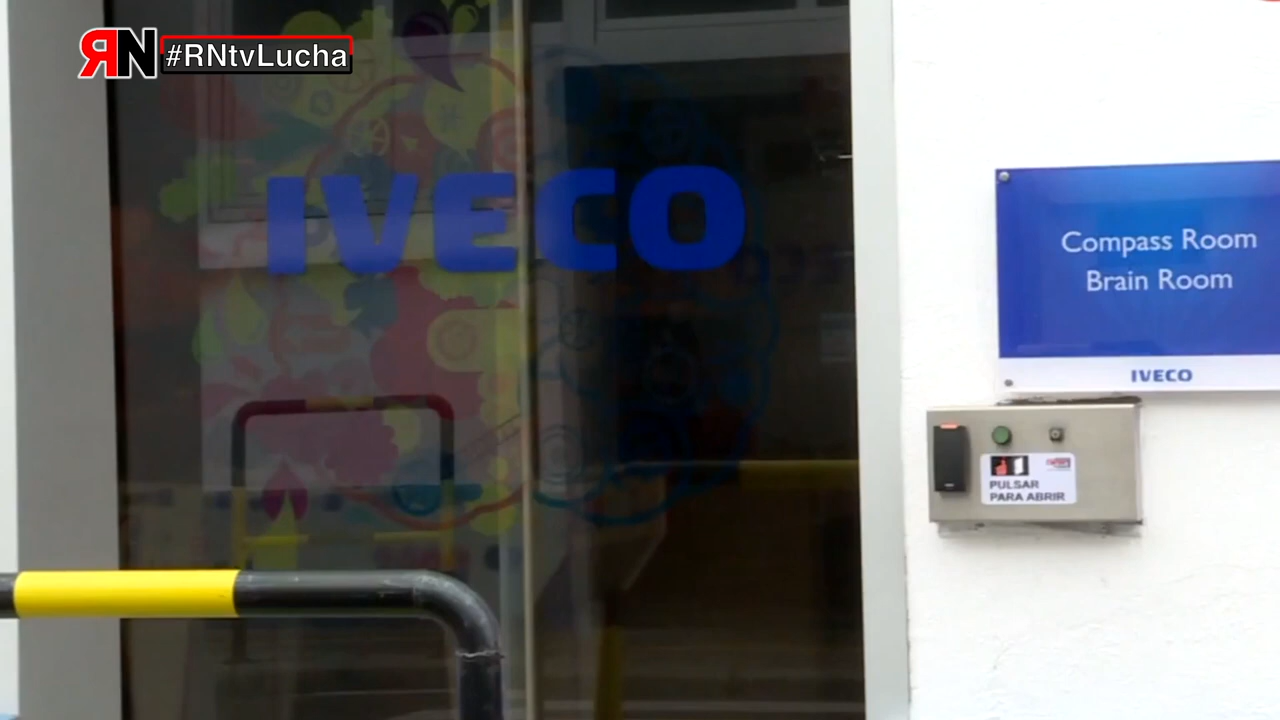 RN #RNtvLucha
IVECO
Compass Room
Brain Room
IVECO
PULSAR
PARA ABRIR